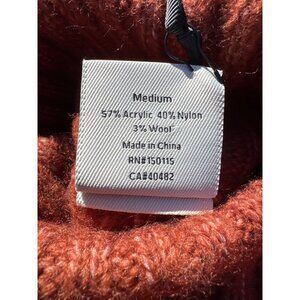 Medium
57% Acrylic 40% Nylon
3% Wool
Made in China
RN#150115
CA#40482